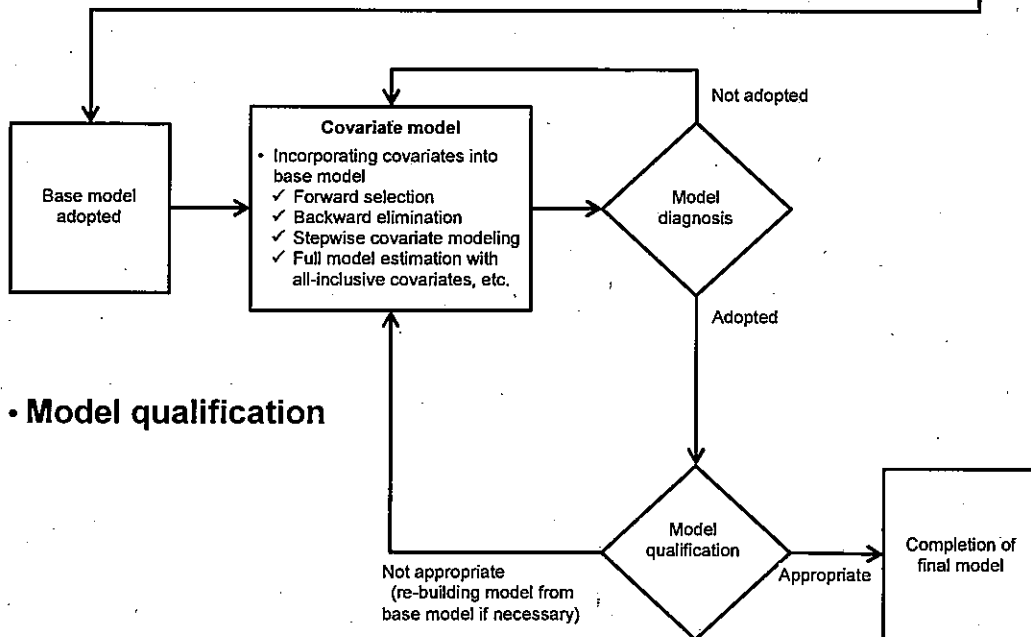 Not adopted
Covariate model
• Incorporating covariates into
base model
✓ Forward selection
✓ Backward elimination
✓ Stepwise covariate modeling
✓ Full model estimation with
all-inclusive covariates, etc.
Base model
adopted
Model
diagnosis
Adopted
• Model qualification
Model
qualification
Completion of
final model
Appropriate
Not appropriate
(re-building model from
base model if necessary)